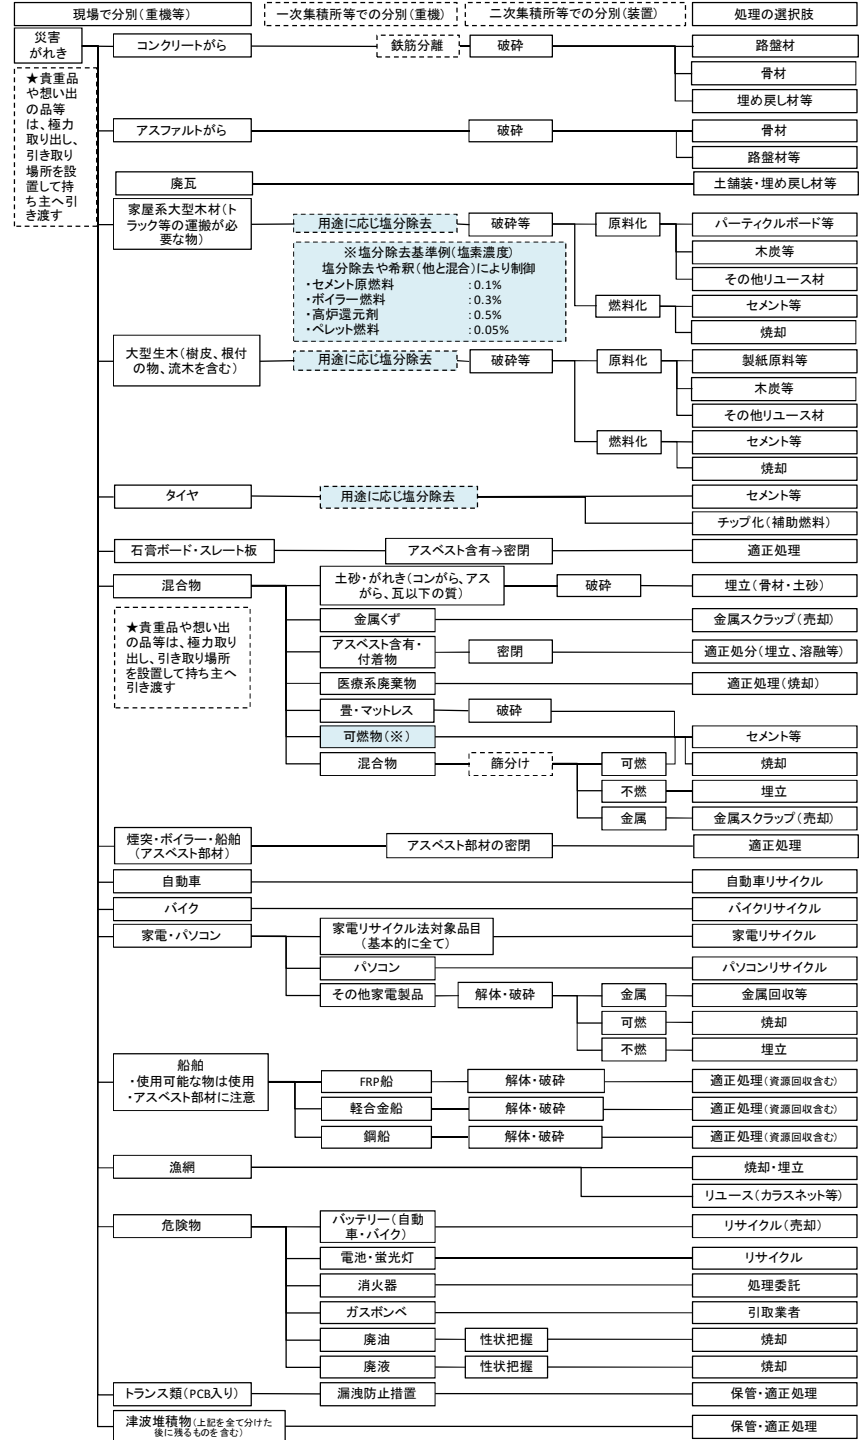 現場で分別(重機等)
一次集積所等での分別(重機)
二次集積所等での分別(装置)
処理の選択肢
災害
がれき
★貴重品
や想い出
の品等
は、極力
取り出し、
引き取り
場所を設
置して持
ち主へ引
き渡す
コンクリートがら
鉄筋分離
破砕
路盤材
骨材
埋め戻し材等
アスファルトがら
破砕
骨材
路盤材等
廃瓦
土舗装・埋め戻し材等
家屋系大型木材(ト
ラック等の運搬が必
要な物)
用途に応じ塩分除去
破砕等
原料化
パーティクルボード等
木炭等
その他リユース材
燃料化
セメント等
焼却
※塩分除去基準例(塩素濃度)
塩分除去や希釈(他と混合)により制御
・セメント原燃料 :0.1%
・ボイラー燃料 :0.3%
・高炉還元剤 :0.5%
・ペレット燃料 :0.05%
大型生木(樹皮、根付
の物、流木を含む)
用途に応じ塩分除去
破砕等
原料化
製紙原料等
木炭等
その他リユース材
燃料化
セメント等
焼却
タイヤ
用途に応じ塩分除去
セメント等
チップ化(補助燃料)
石膏ボード・スレート板
アスベスト含有→密閉
適正処理
混合物
★貴重品や想い出
の品等は、極力取り
出し、引き取り場所
を設置して持ち主へ
引き渡す
土砂・がれき(コンがら、アス
がら、瓦以下の質)
破砕
埋立(骨材・土砂)
金属くず
金属スクラップ(売却)
アスベスト含有・
付着物
密閉
適正処分(埋立、溶融等)
医療系廃棄物
適正処理(焼却)
畳・マットレス
破砕
可燃物(※)
セメント等
混合物
篩分け
可燃
焼却
不燃
埋立
金属
金属スクラップ(売却)
煙突・ボイラー・船舶
(アスベスト部材)
アスベスト部材の密閉
適正処理
自動車
自動車リサイクル
バイク
バイクリサイクル
家電・パソコン
家電リサイクル法対象品目
(基本的に全て)
家電リサイクル
パソコン
パソコンリサイクル
その他家電製品
解体・破砕
金属
金属回収等
可燃
焼却
不燃
埋立
船舶
・使用可能な物は使用
・アスベスト部材に注意
FRP船
解体・破砕
適正処理(資源回収含む)
軽合金船
解体・破砕
適正処理(資源回収含む)
鋼船
解体・破砕
適正処理(資源回収含む)
漁網
焼却・埋立
リユース(カラスネット等)
危険物
バッテリー(自動
車・バイク)
リサイクル(売却)
電池・蛍光灯
リサイクル
消火器
処理委託
ガスボンベ
引取業者
廃油
性状把握
焼却
廃液
性状把握
焼却
トランス類(PCB入り)
漏洩防止措置
保管・適正処理
津波堆積物(上記を全て分けた
後に残るものを含む)
保管・適正処理